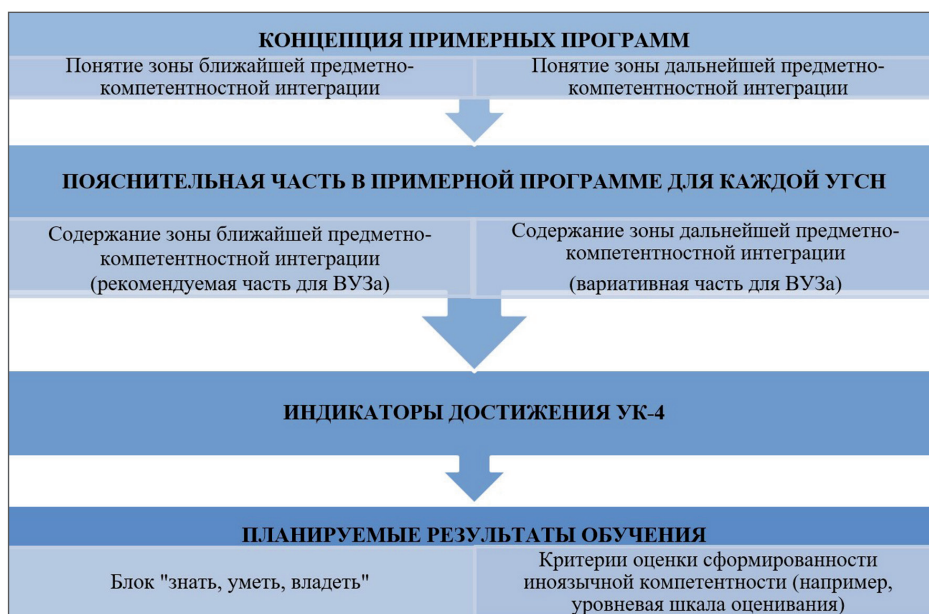 КОНЦЕПЦИЯ ПРИМЕРНЫХ ПРОГРАММ
Понятие зоны ближайшей предметно-
компетентностной интеграции
Понятие зоны дальнейшей предметно-
компетентностной интеграции
ПОЯСНИТЕЛЬНАЯ ЧАСТЬ В ПРИМЕРНОЙ ПРОГРАММЕ ДЛЯ КАЖДОЙ УГСН
Содержание зоны ближайшей предметно-
компетентностной интеграции
(рекомендуемая часть для ВУЗа)
Содержание зоны дальнейшей предметно-
компетентностной интеграции
(вариативная часть для ВУЗа)
ИНДИКАТОРЫ ДОСТИЖЕНИЯ УК-4
ПЛАНИРУЕМЫЕ РЕЗУЛЬТАТЫ ОБУЧЕНИЯ
Блок "знать, уметь, владеть"
Критерии оценки сформированности
иноязычной компетентности (например,
уровневая шкала оценивания)